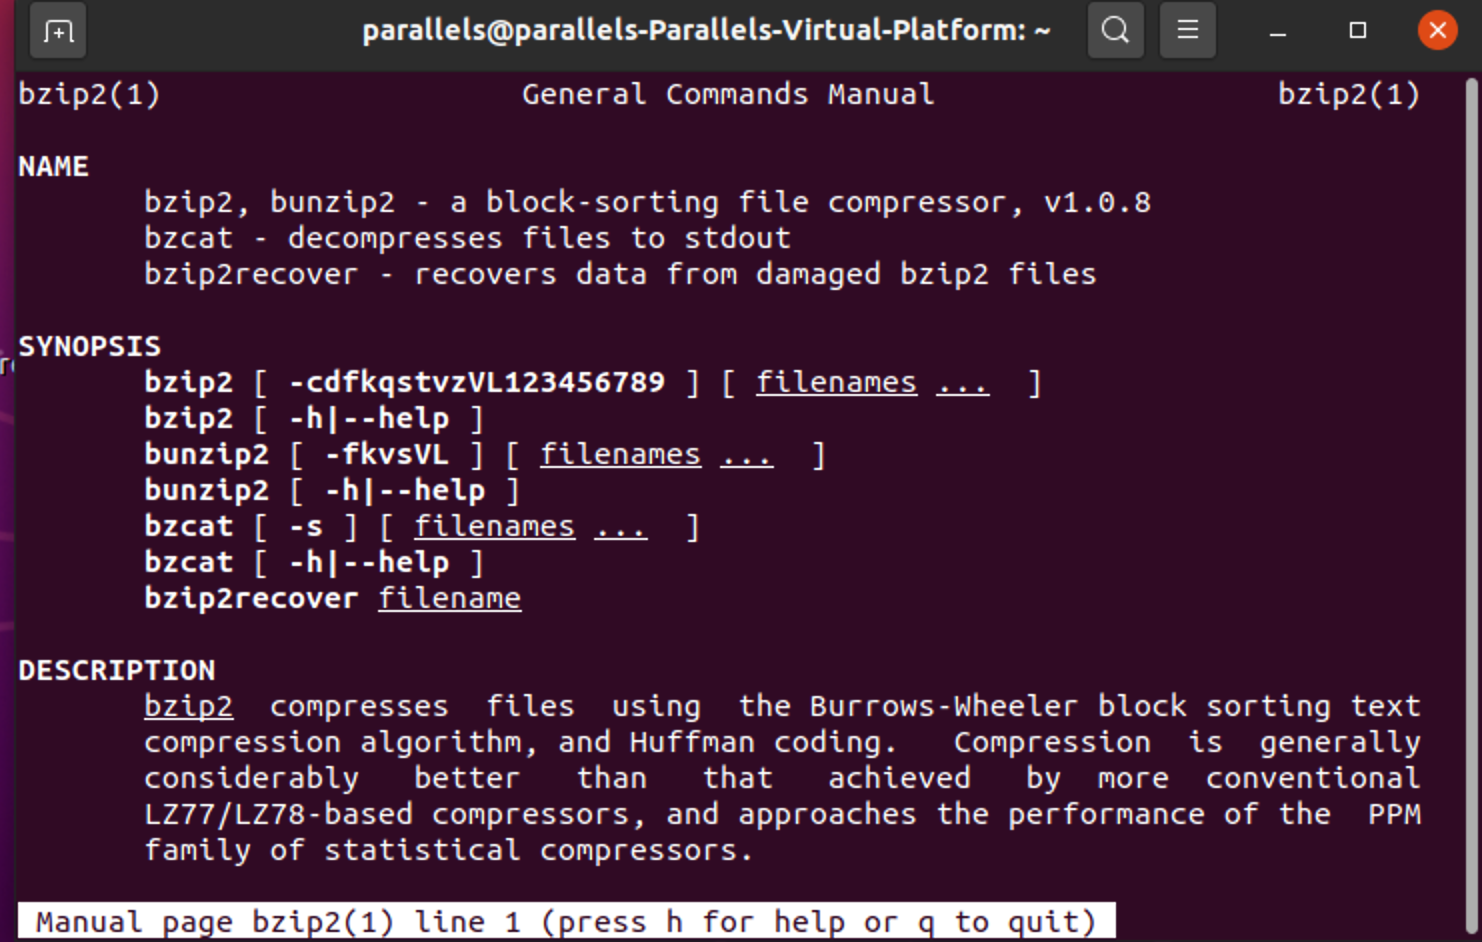 parallels@parallels-Parallels-Virtual-Platform: ~
bzip2(1) General Commands Manual bzip2(1)
NAME
bzip2, bunzip2 - a block-sorting file compressor, v1.0.8
bzcat - decompresses files to stdout
bzip2recover - recovers data from damaged bzip2 files
SYNOPSIS
bzip2 [ -cdfkqstvzVL123456789 ] [ filenames ... ]
bzip2 [ -h|--help ]
bunzip2 [ -fkvsVL ] [ filenames ... ]
bunzip2 [ -h|--help ]
bzcat [ -s ] [ filenames ... ]
bzcat [ -h|--help ]
bzip2recover filename
DESCRIPTION
bzip2 compresses files using the Burrows-Wheeler block sorting text
compression algorithm, and Huffman coding. Compression is generally
considerably better than that achieved by more conventional
LZ77/LZ78-based compressors, and approaches the performance of the PPM
family of statistical compressors.
Manual page bzip2(1) line 1 (press h for help or q to quit)